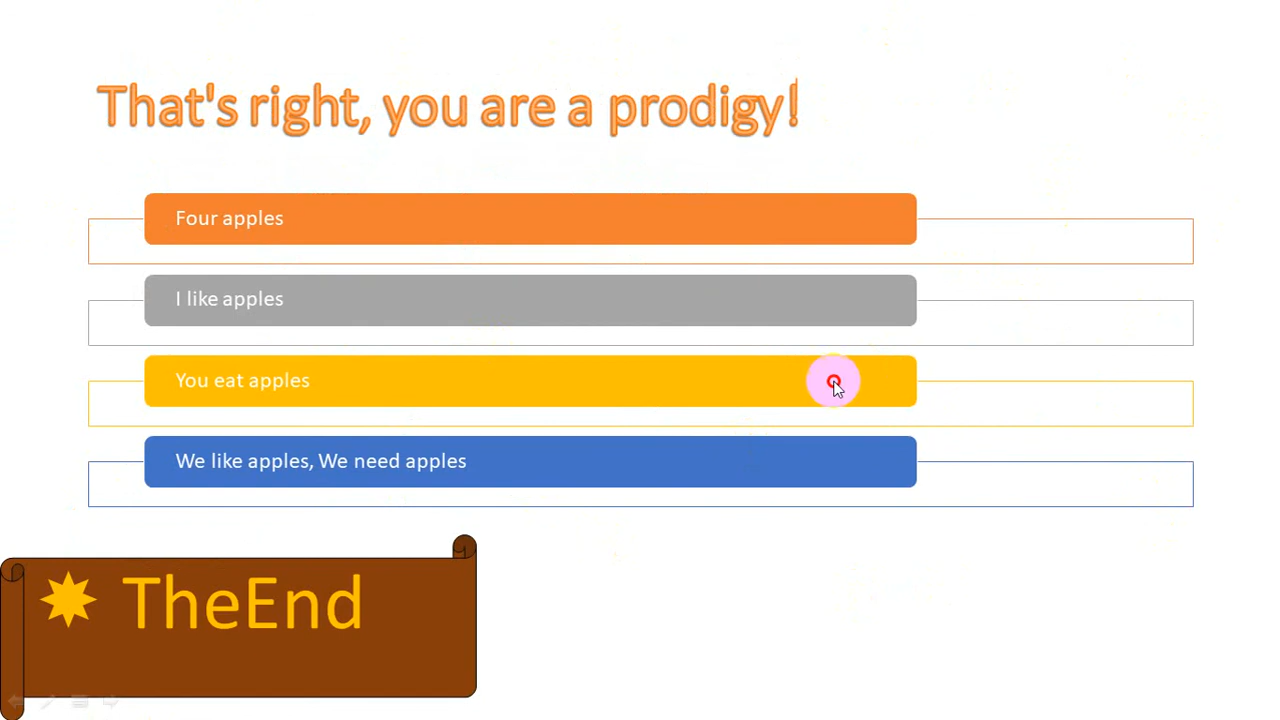 That's right, you are a prodigy!
Four apples
I like apples
You eat apples
We like apples, We need apples
TheEnd